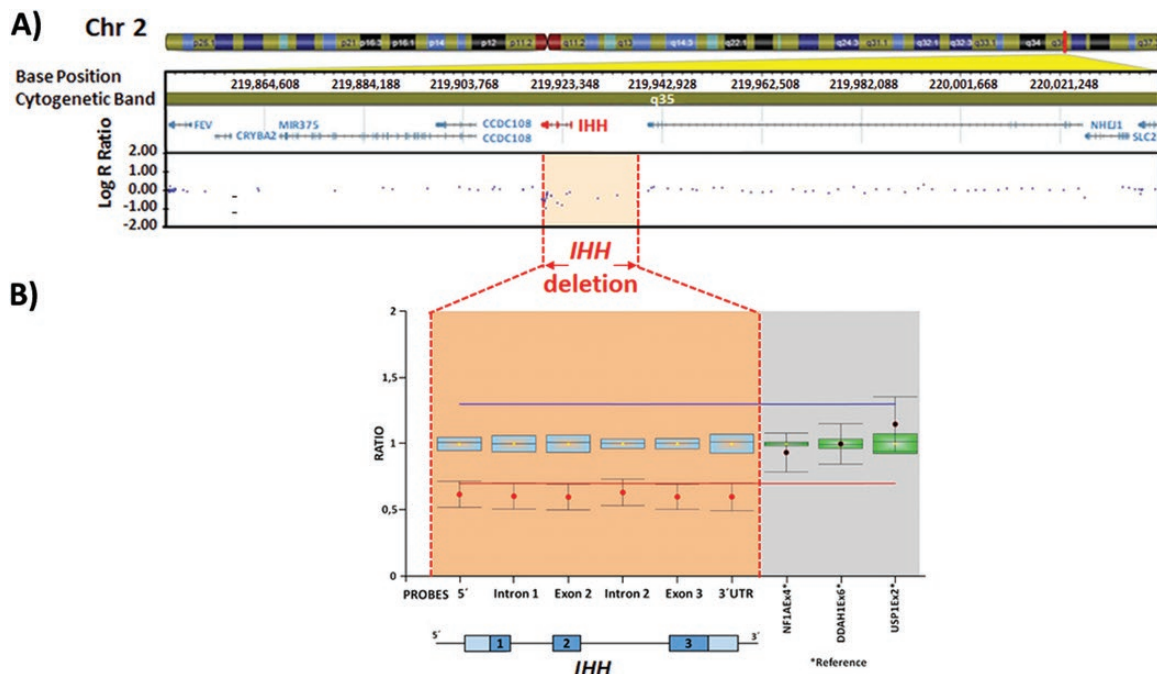 A)
Chr 2
p25.1 p21 p16.3 p16.1 p14 p12 p11.2 q11.2 q13 q14.3 q22.1 q24.3 q31.1 q32.1 q32.3 q33.1 q34
Base Position
219,864,608 219,884,188 219,903,768 219,923,348 219,942,928 219,962,508 219,982,088 220,001,668 220,021,248
Cytogenetic Band
q35
FEV MIR375 CCDC108 IHH NHEJ1
CRYBA2 CCDC108 SLC2
Log R Ratio
2.00
1.00
0.00
-1.00
-2.00
IHH
deletion
B)
RATIO
2
1,5
1
0,5
0
PROBES 5´ Intron 1 Exon 2 Intron 2 Exon 3 3´UTR NF1AEx4* DDAH1Ex6* USP1Ex2*
5´ 1 2 3 3´
IHH
*Reference